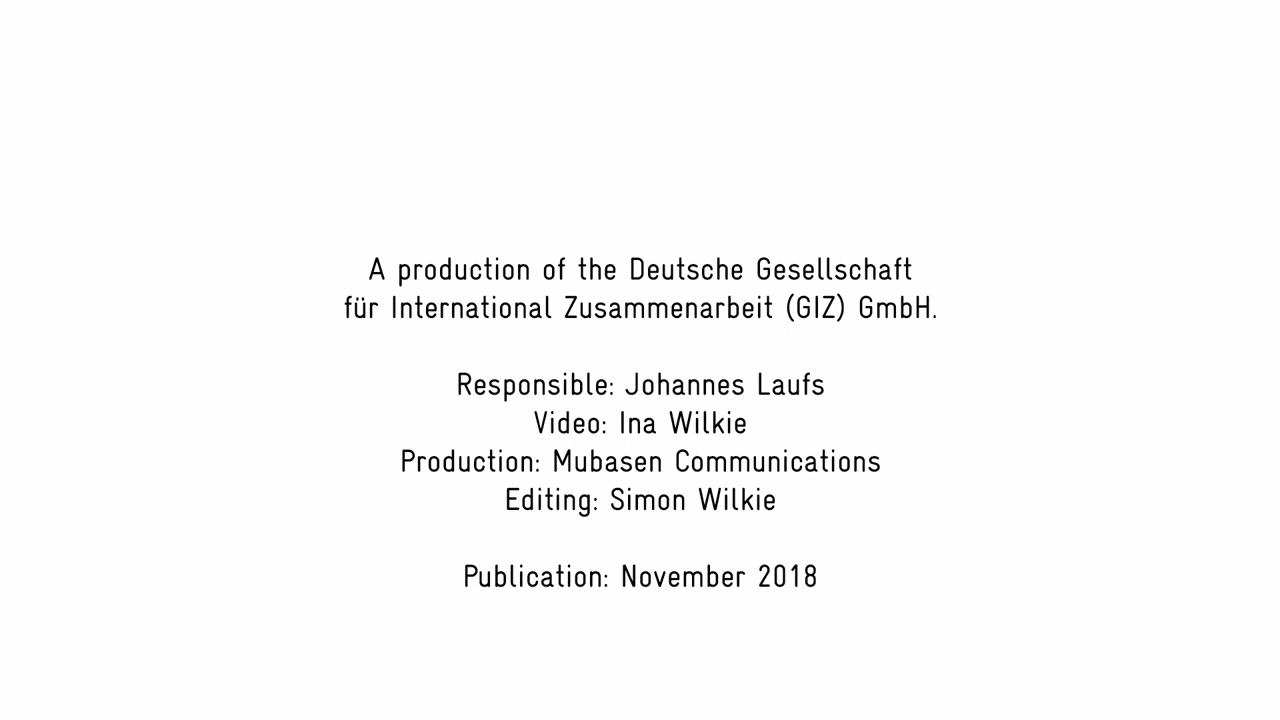 A production of the Deutsche Gesellschaft
für International Zusammenarbeit (GIZ) GmbH.
Responsible: Johannes Laufs
Video: Ina Wilkie
Production: Mubasen Communications
Editing: Simon Wilkie
Publication: November 2018